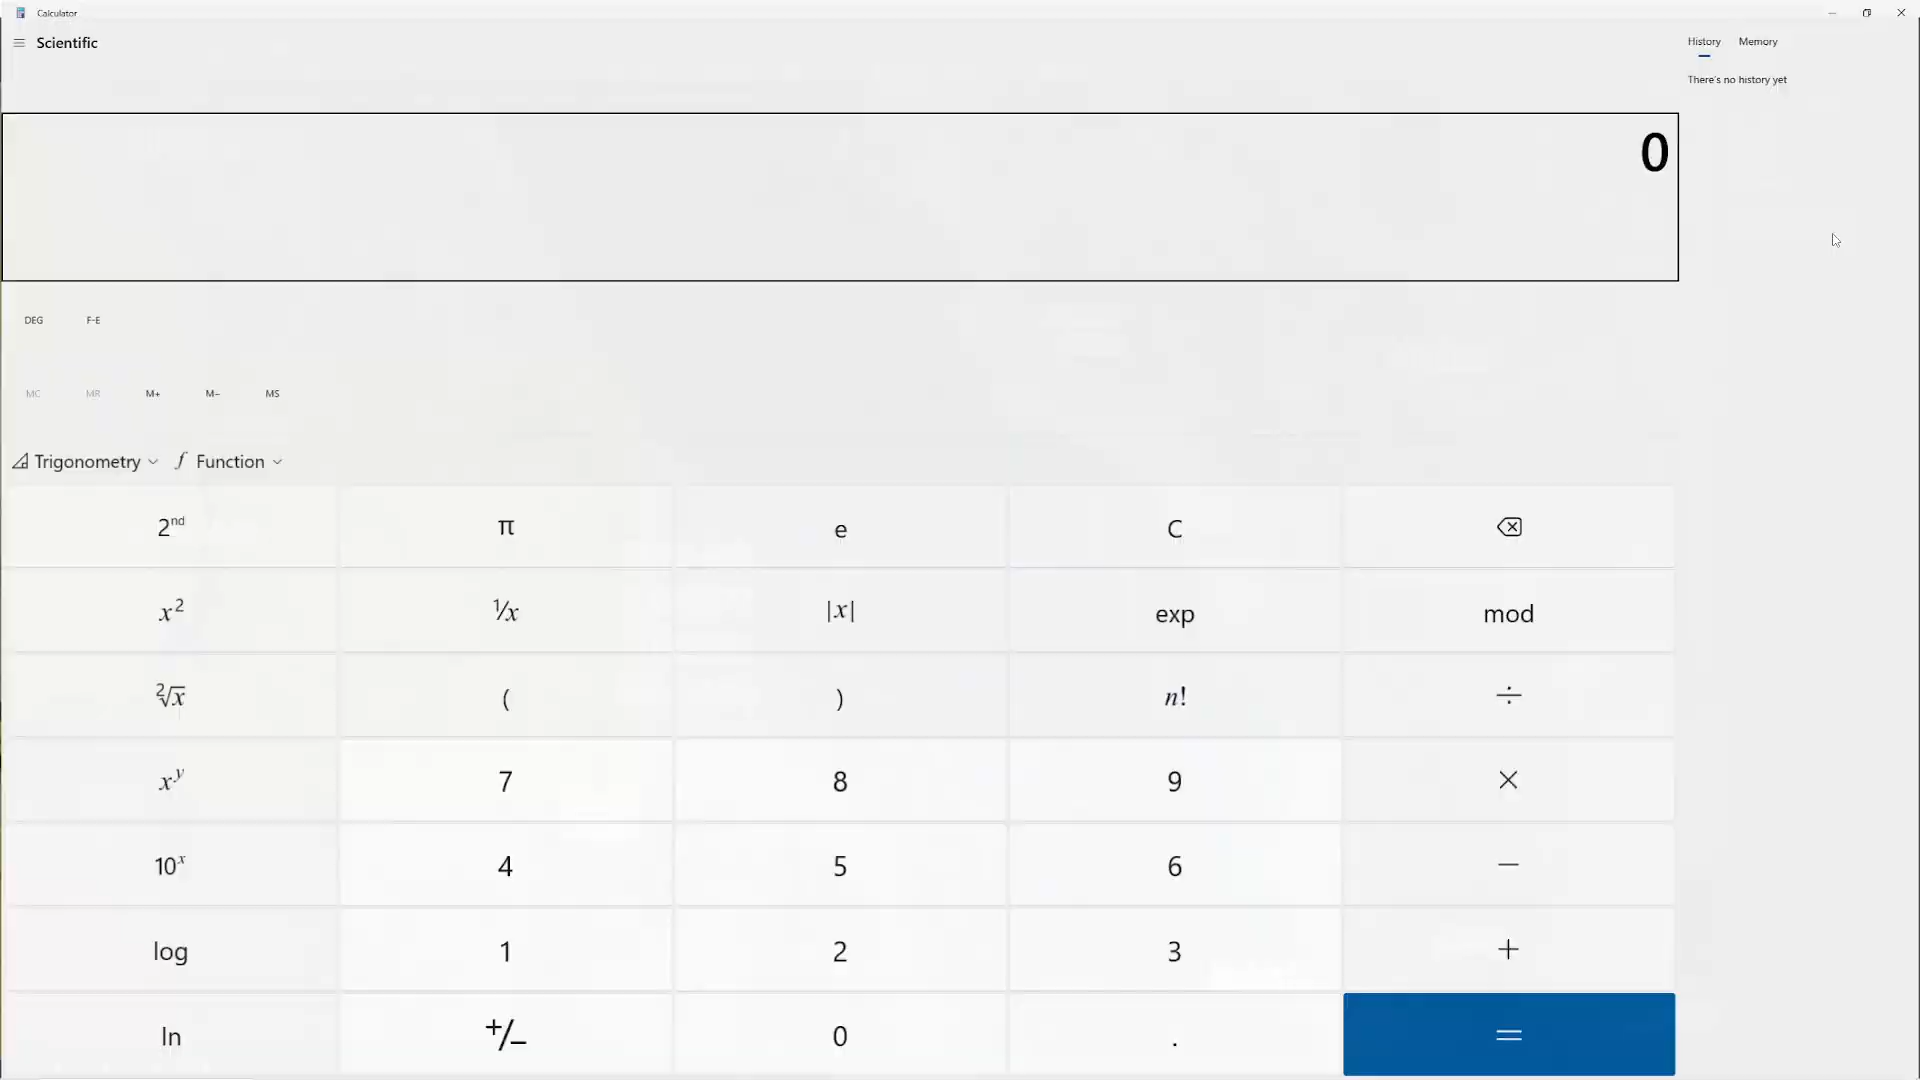 Calculator
Scientific
History Memory
There's no history yet
0
DEG F-E
MC MR M+ M− MS
Trigonometry f Function
2nd π e C
x2 1/x |x| exp mod
2√x ( ) n! ÷
xy 7 8 9 ×
10x 4 5 6 −
log 1 2 3 +
ln +/− 0 . =